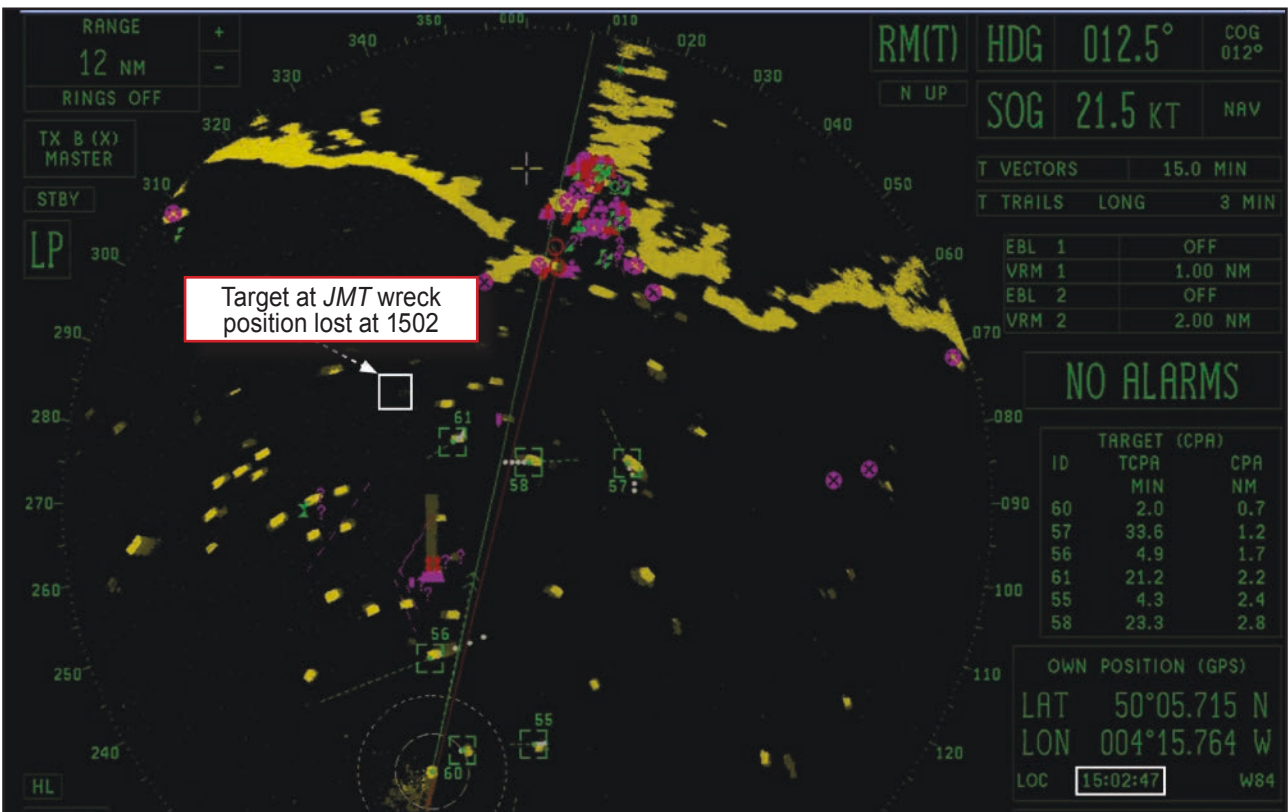 RANGE
12 NM
RINGS OFF
+
-
TX B (X)
MASTER
STBY
LP
HL
350 000 010
340 020
330 030
320 040
310 050
300 060
290 070
280 080
270 090
260 100
250 110
240 120
Target at JMT wreck
position lost at 1502
61
58
57
56
55
60
RM(T)
N UP
HDG 012.5° COG
012°
SOG 21.5 KT NAV
T VECTORS 15.0 MIN
T TRAILS LONG 3 MIN
EBL 1 OFF
VRM 1 1.00 NM
EBL 2 OFF
VRM 2 2.00 NM
NO ALARMS
TARGET (CPA)
ID TCPA CPA
MIN NM
60 2.0 0.7
57 33.6 1.2
56 4.9 1.7
61 21.2 2.2
55 4.3 2.4
58 23.3 2.8
OWN POSITION (GPS)
LAT 50°05.715 N
LON 004°15.764 W
LOC 15:02:47 W84